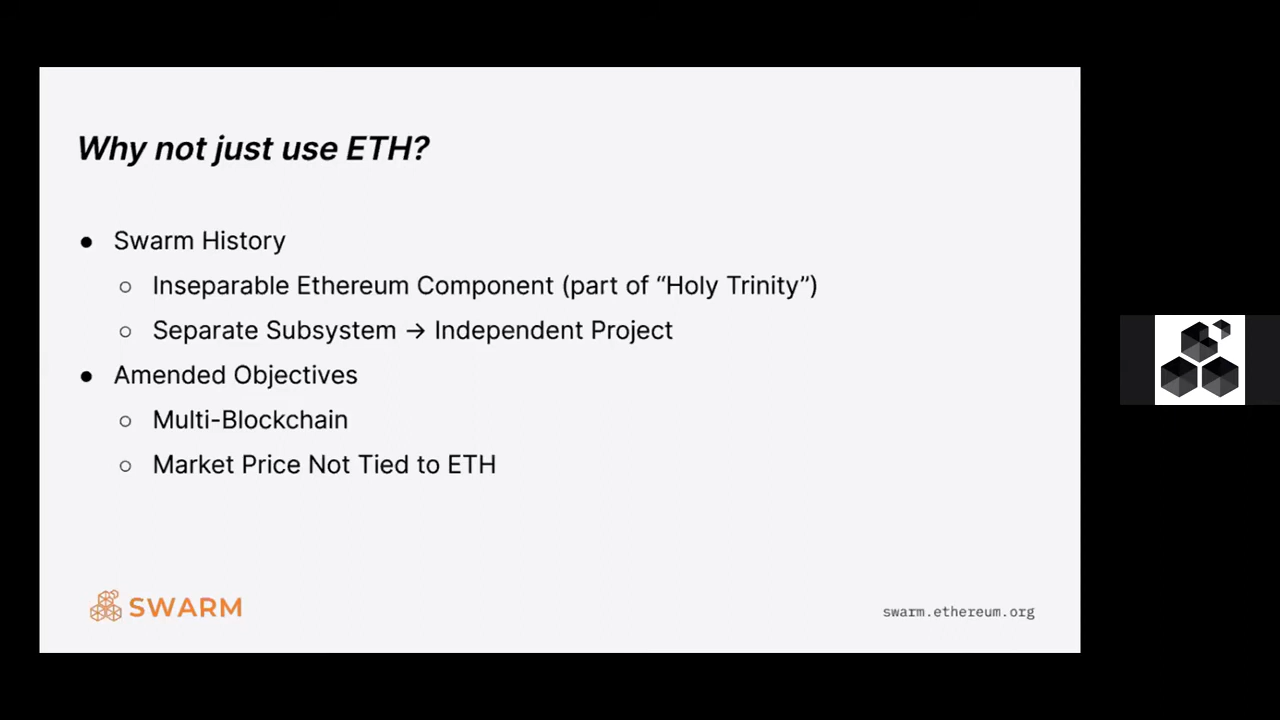 Why not just use ETH?
● Swarm History
○ Inseparable Ethereum Component (part of “Holy Trinity”)
○ Separate Subsystem → Independent Project
● Amended Objectives
○ Multi-Blockchain
○ Market Price Not Tied to ETH
SWARM
swarm.ethereum.org